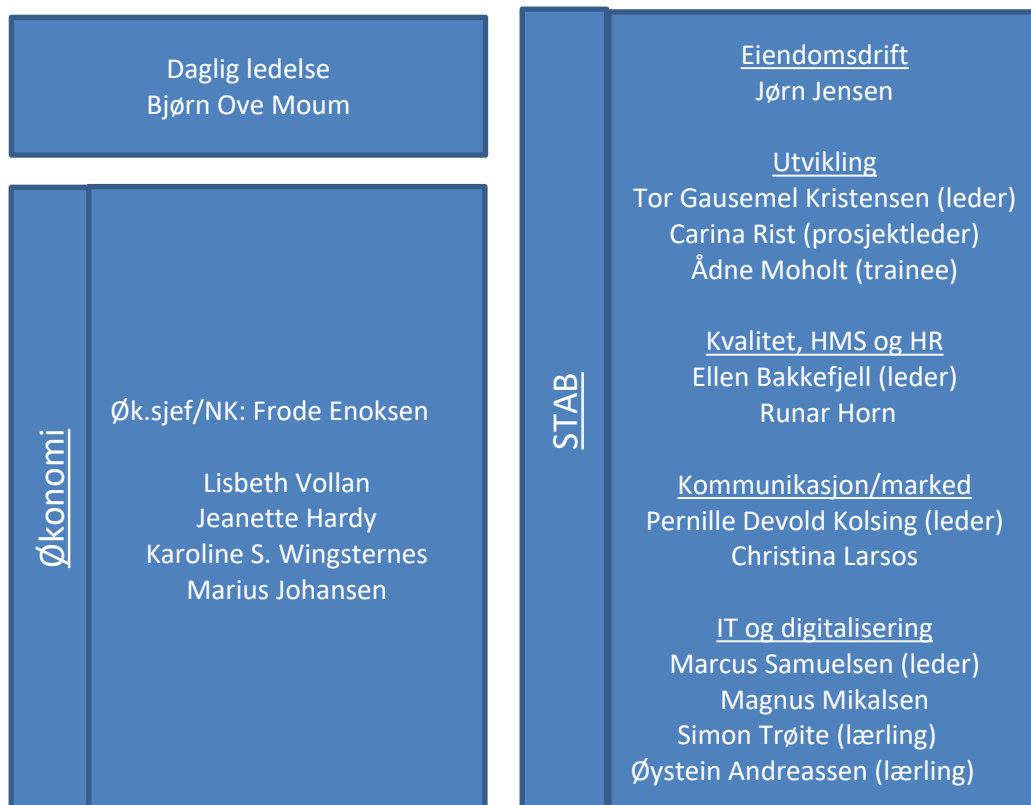 Daglig ledelse
Bjørn Ove Moum
Økonomi
Øk.sjef/NK: Frode Enoksen
Lisbeth Vollan
Jeanette Hardy
Karoline S. Wingsternes
Marius Johansen
STAB
Eiendomsdrift
Jørn Jensen
Utvikling
Tor Gausemel Kristensen (leder)
Carina Rist (prosjektleder)
Ådne Moholt (trainee)
Kvalitet, HMS og HR
Ellen Bakkefjell (leder)
Runar Horn
Kommunikasjon/marked
Pernille Devold Kolsing (leder)
Christina Larsos
IT og digitalisering
Marcus Samuelsen (leder)
Magnus Mikalsen
Simon Trøite (lærling)
Øystein Andreassen (lærling)